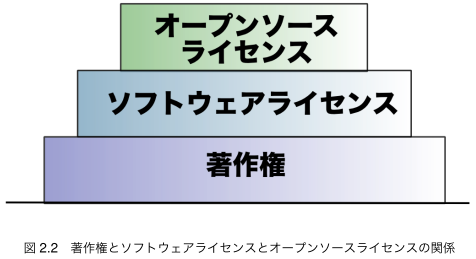 オープンソース
ライセンス
ソフトウェアライセンス
著作権
図 2.2　著作権とソフトウェアライセンスとオープンソースライセンスの関係